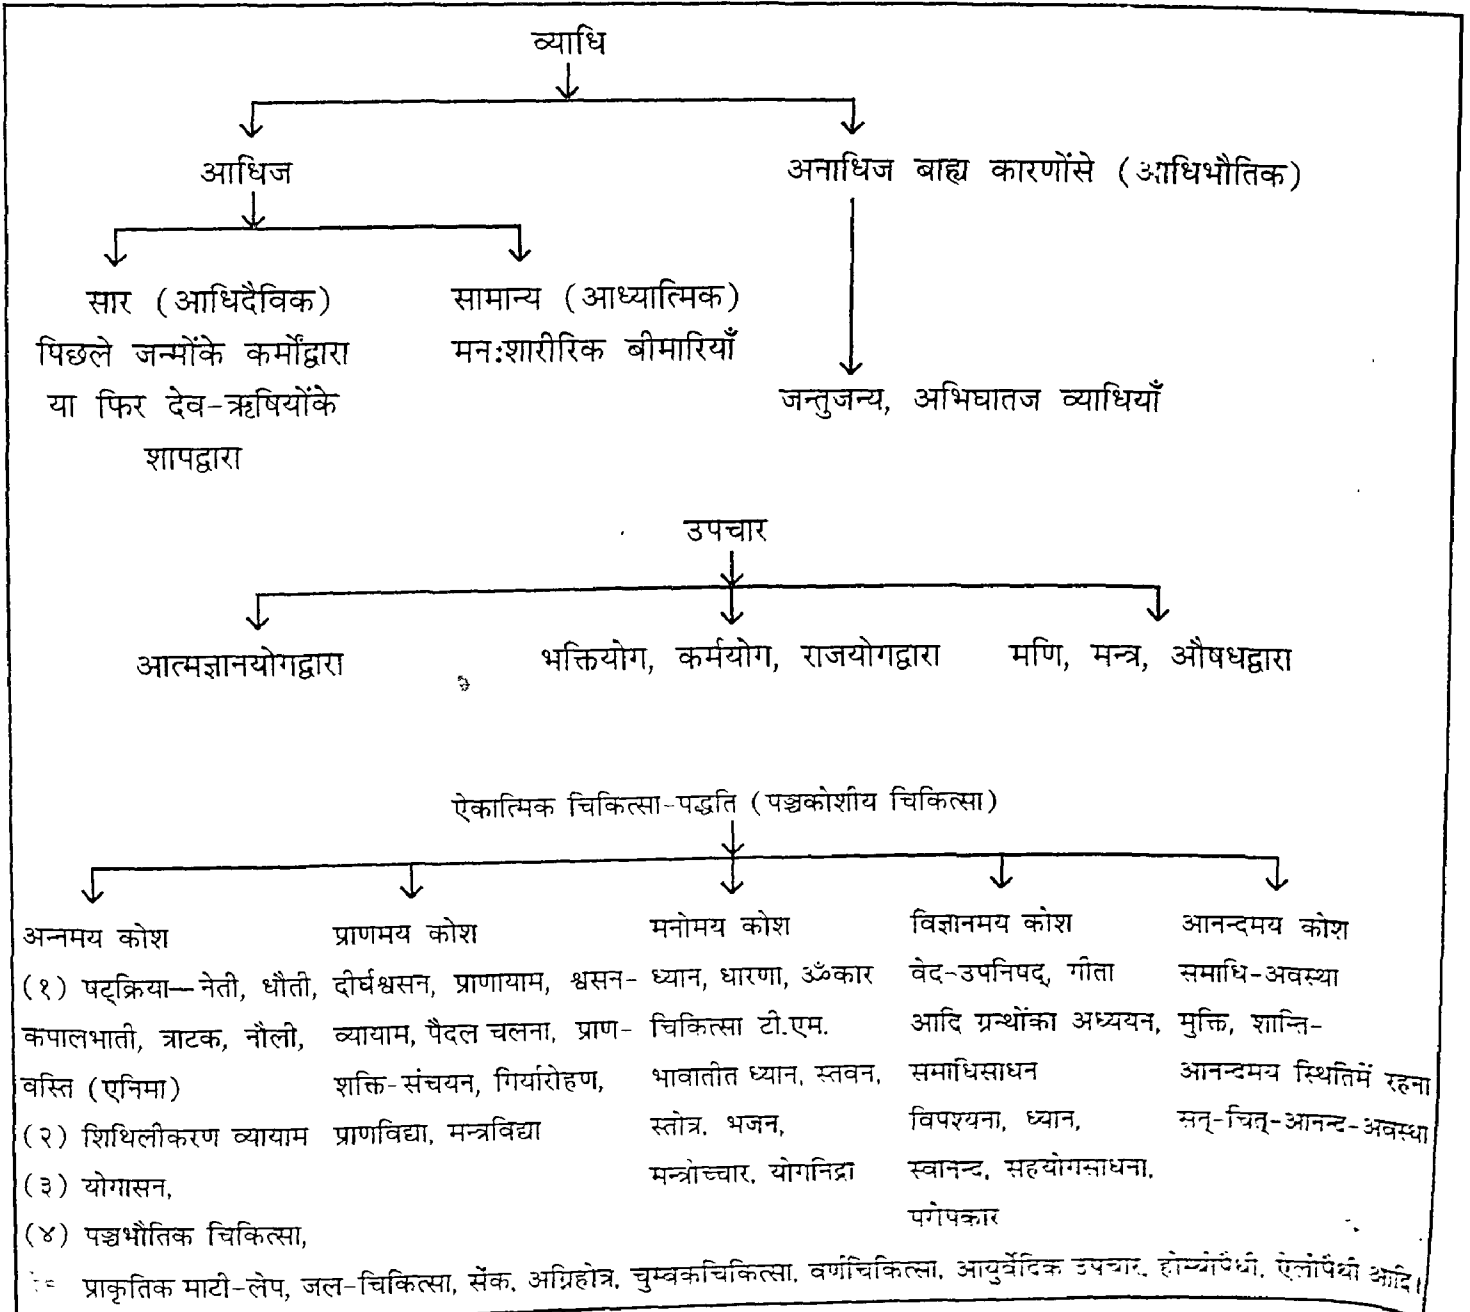 व्याधि
आधिज
अनाधिज बाह्य कारणोंसे (आधिभौतिक)
सार (आधिदैविक)
पिछले जन्मोंके कर्मोंद्वारा
या फिर देव-ऋषियोंके
शापद्वारा
सामान्य (आध्यात्मिक)
मन:शारीरिक बीमारियाँ
जन्तुजन्य, अभिघातज व्याधियाँ
उपचार
आत्मज्ञानयोगद्वारा
भक्तियोग, कर्मयोग, राजयोगद्वारा
मणि, मन्त्र, औषधद्वारा
ऐकात्मिक चिकित्सा-पद्धति (पञ्चकोशीय चिकित्सा)
अन्नमय कोश
(१) षट्क्रिया—नेती, धौती,
कपालभाती, त्राटक, नौली,
वस्ति (एनिमा)
(२) शिथिलीकरण व्यायाम
(३) योगासन,
(४) पञ्चभौतिक चिकित्सा,
प्राणमय कोश
दीर्घश्वसन, प्राणायाम, श्वसन-
व्यायाम, पैदल चलना, प्राण-
शक्ति-संचयन, गिर्यारोहण,
प्राणविद्या, मन्त्रविद्या
मनोमय कोश
ध्यान, धारणा, ॐकार
चिकित्सा टी.एम.
भावातीत ध्यान, स्तवन,
स्तोत्र, भजन,
मन्त्रोच्चार, योगनिद्रा
विज्ञानमय कोश
वेद-उपनिषद्, गीता
आदि ग्रन्थोंका अध्ययन,
समाधिसाधन
विपश्यना, ध्यान,
स्वानन्द, सहयोगसाधना,
परोपकार
आनन्दमय कोश
समाधि-अवस्था
मुक्ति, शान्ति-
आनन्दमय स्थितिमें रहना
सत्-चित्-आनन्द-अवस्था
प्राकृतिक माटी-लेप, जल-चिकित्सा, सेंक, अग्निहोत्र, चुम्बकचिकित्सा, वर्णचिकित्सा, आयुर्वेदिक उपचार, होम्योपैथी, ऐलोपैथी आदि।